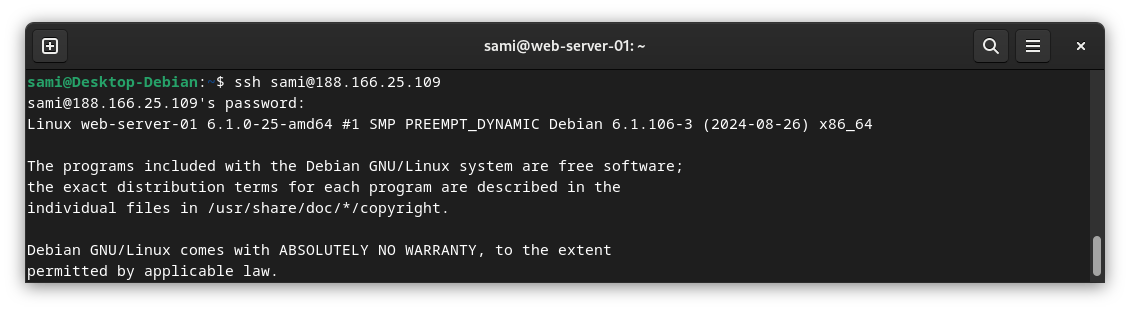 sami@web-server-01: ~
sami@Desktop-Debian:~$ ssh sami@188.166.25.109
sami@188.166.25.109's password:
Linux web-server-01 6.1.0-25-amd64 #1 SMP PREEMPT_DYNAMIC Debian 6.1.106-3 (2024-08-26) x86_64
The programs included with the Debian GNU/Linux system are free software;
the exact distribution terms for each program are described in the
individual files in /usr/share/doc/*/copyright.
Debian GNU/Linux comes with ABSOLUTELY NO WARRANTY, to the extent
permitted by applicable law.